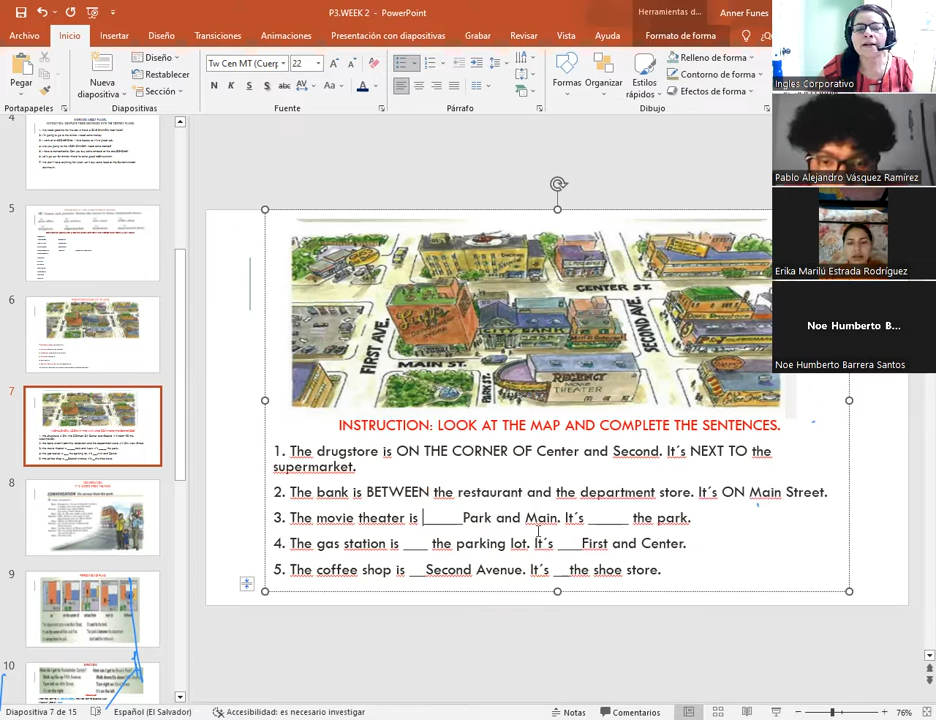 P3.WEEK 2 - PowerPoint
Herramientas d...
Anner Funes
Archivo
Inicio
Insertar
Diseño
Transiciones
Animaciones
Presentación con diapositivas
Grabar
Revisar
Vista
Ayuda
Formato de forma
Pegar
Nueva diapositiva
Diseño
Restablecer
Sección
Tw Cen MT (Cuerp
22
N K S abc AV Aa A
Formas
Organizar
Estilos rápidos
Relleno de forma
Contorno de forma
Efectos de forma
Portapapeles
Diapositivas
Fuente
Párrafo
Dibujo
Ingles Corporativo
Pablo Alejandro Vásquez Ramírez
Erika Marilú Estrada Rodríguez
Noe Humberto B...
Noe Humberto Barrera Santos
4
5
6
7
8
9
10
CENTER ST.
FIRST AVE.
SECOND AVE.
CITY BANK
MAIN ST.
PARK ST.
REGENCY
MOVIE
THEATER
INSTRUCTION: LOOK AT THE MAP AND COMPLETE THE SENTENCES.
1. The drugstore is ON THE CORNER OF Center and Second. It´s NEXT TO the
supermarket.
2. The bank is BETWEEN the restaurant and the department store. It´s ON Main Street.
3. The movie theater is _____Park and Main. It´s _____ the park.
4. The gas station is ___ the parking lot. It´s ___First and Center.
5. The coffee shop is __Second Avenue. It´s __the shoe store.
Diapositiva 7 de 15
Español (El Salvador)
Accesibilidad: es necesario investigar
Notas
Comentarios
76%